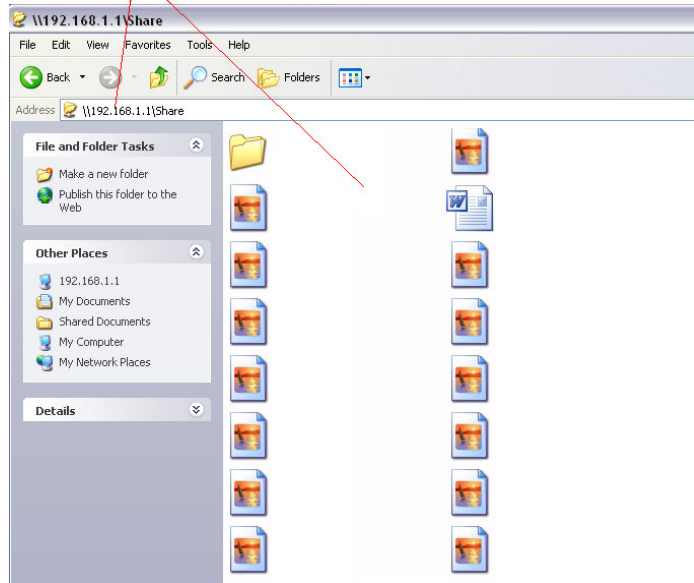 \\192.168.1.1\Share
File Edit View Favorites Tools Help
Back Search Folders
Address \\192.168.1.1\Share
File and Folder Tasks
Make a new folder
Publish this folder to the
Web
Other Places
192.168.1.1
My Documents
Shared Documents
My Computer
My Network Places
Details
W